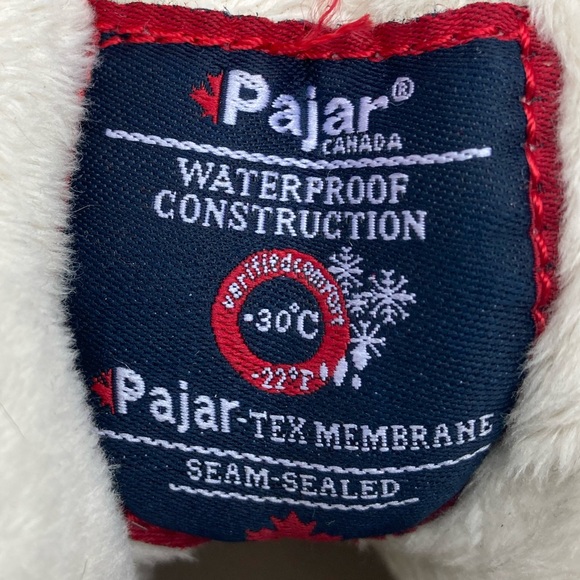 Pajar®
CANADA
WATERPROOF
CONSTRUCTION
verifiedcomfort
-30°C
-22°F
Pajar-TEX MEMBRANE
SEAM-SEALED